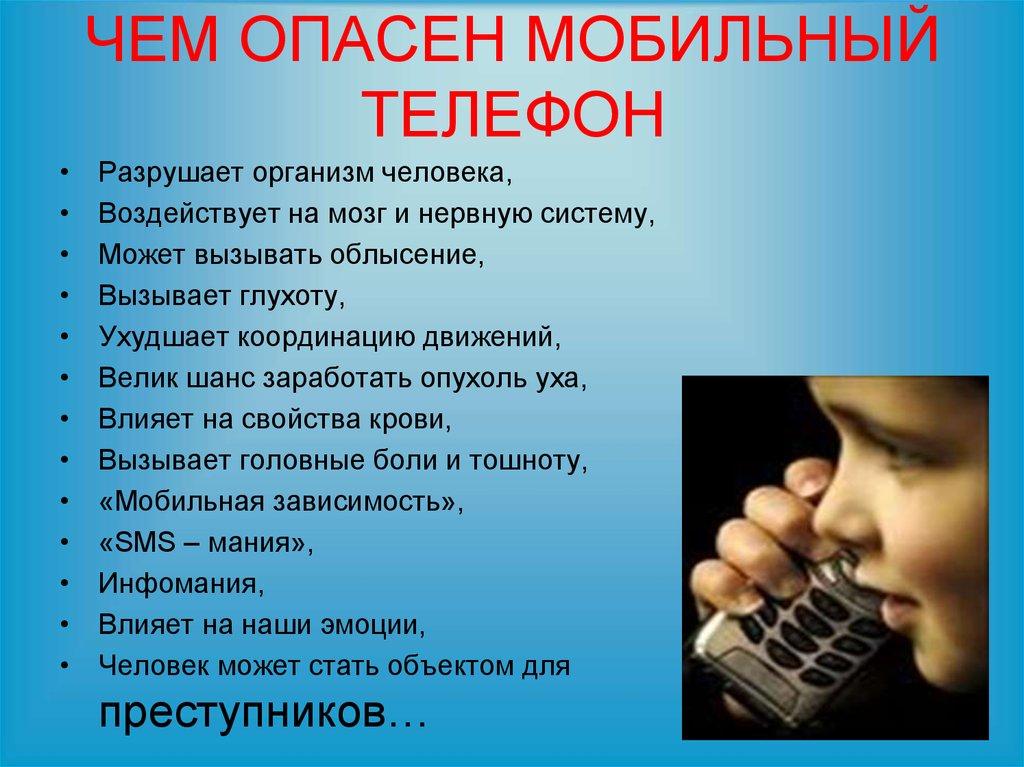 ЧЕМ ОПАСЕН МОБИЛЬНЫЙ
ТЕЛЕФОН
• Разрушает организм человека,
• Воздействует на мозг и нервную систему,
• Может вызывать облысение,
• Вызывает глухоту,
• Ухудшает координацию движений,
• Велик шанс заработать опухоль уха,
• Влияет на свойства крови,
• Вызывает головные боли и тошноту,
• «Мобильная зависимость»,
• «SMS – мания»,
• Инфомания,
• Влияет на наши эмоции,
• Человек может стать объектом для
преступников…